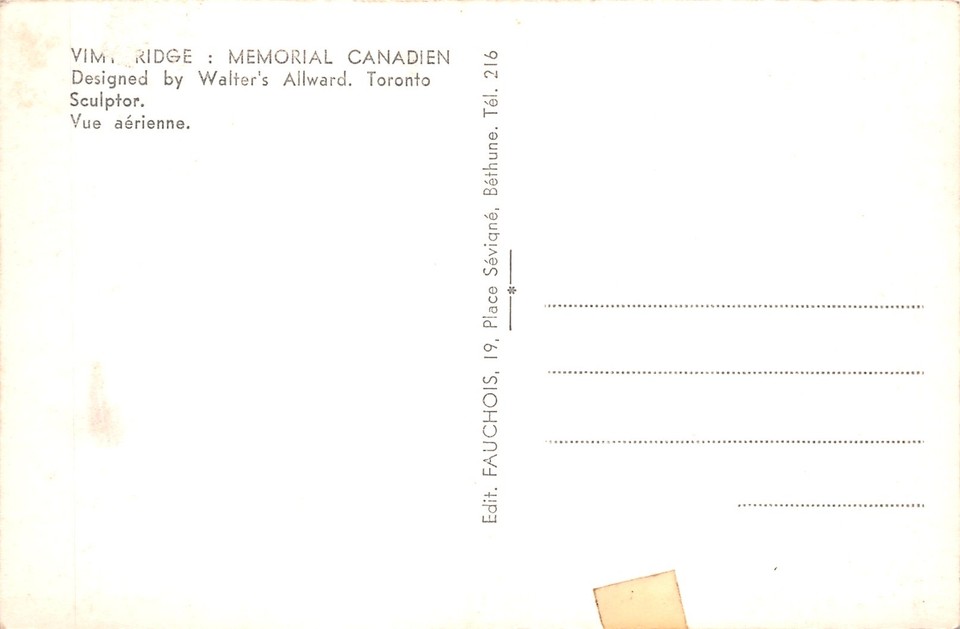 VIMY RIDGE : MEMORIAL CANADIEN
Designed by Walter's Allward. Toronto
Sculptor.
Vue aérienne.
Edit. FAUCHOIS, 19, Place Sévigné, Béthune. Tél. 216